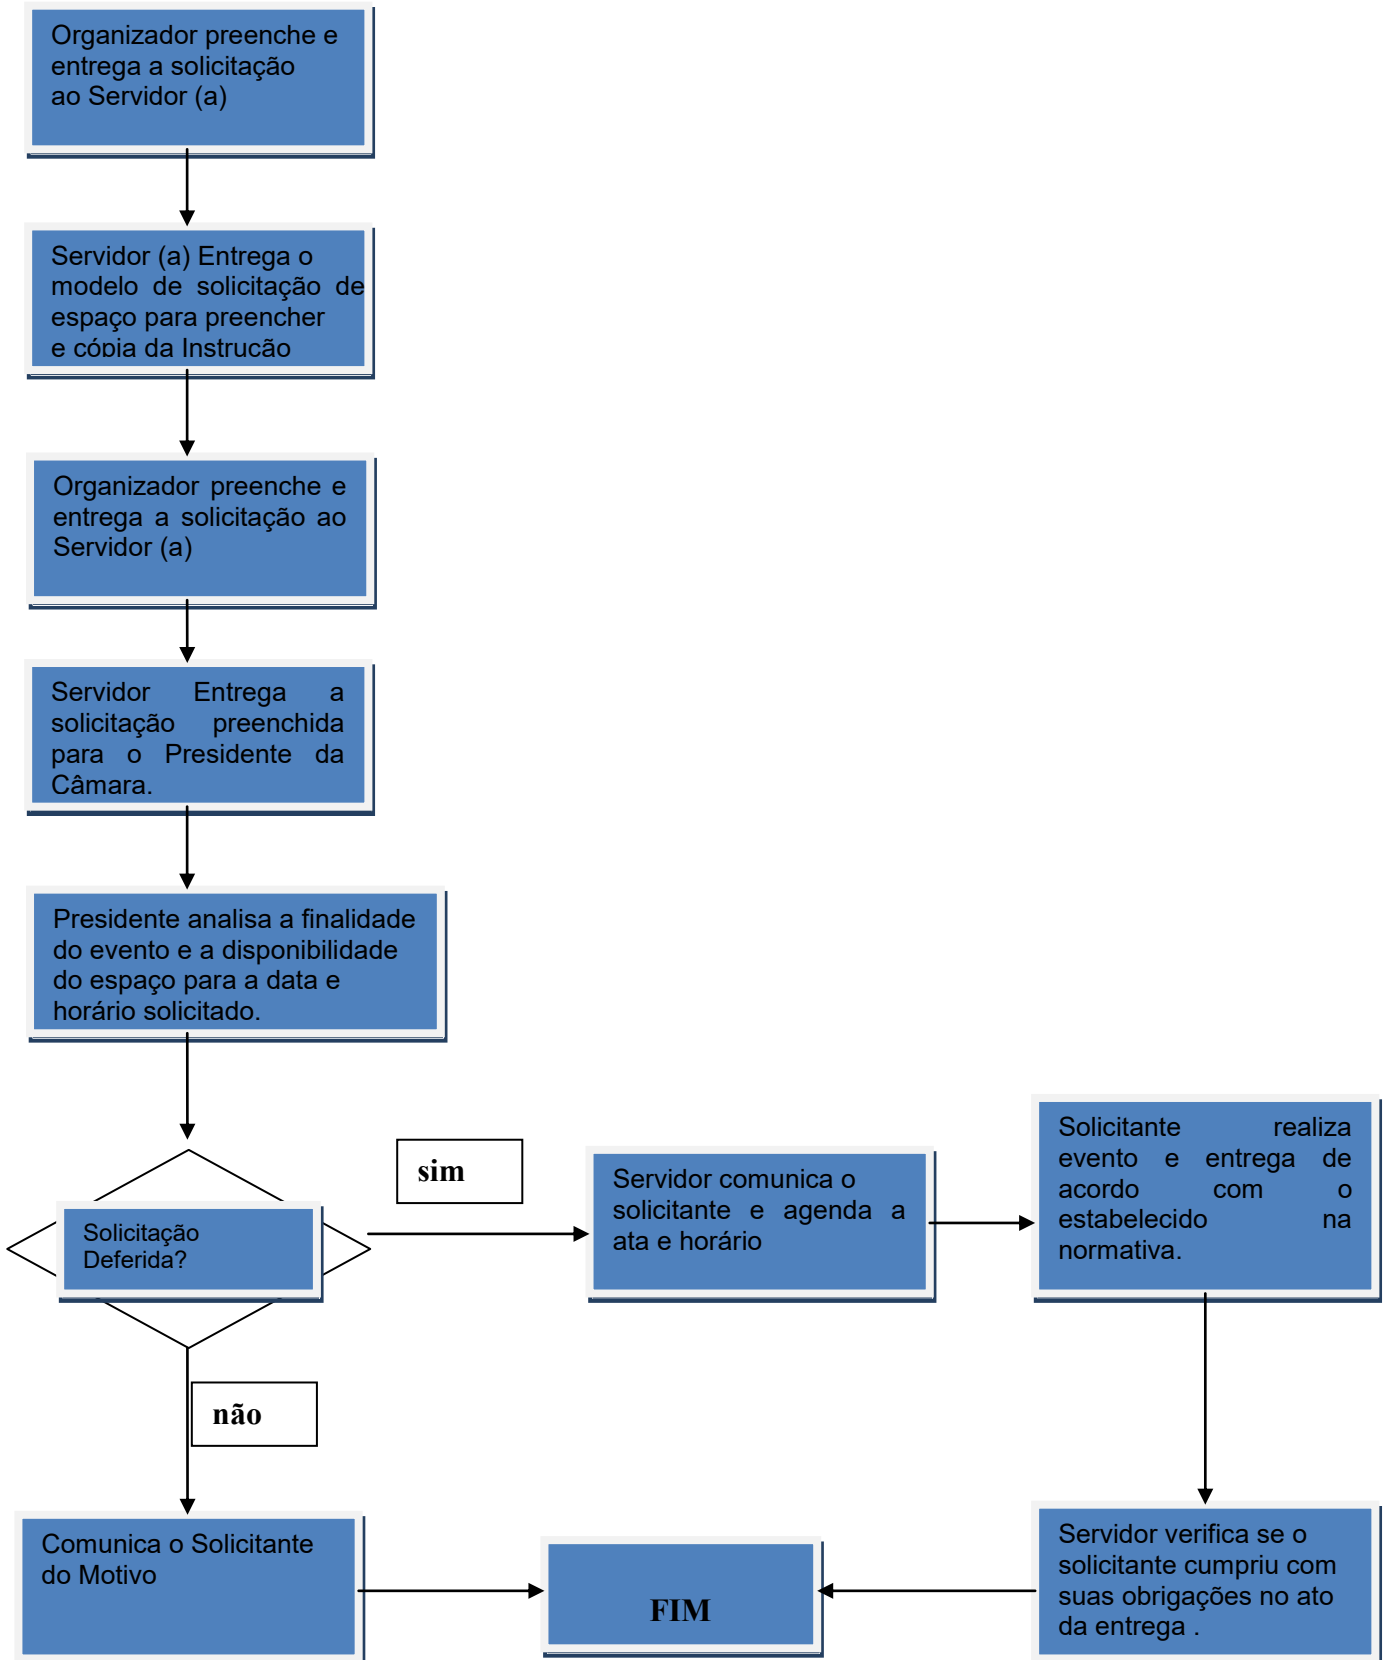 Organizador preenche e
entrega a solicitação
ao Servidor (a)
Servidor (a) Entrega o
modelo de solicitação de
espaço para preencher
e cópia da Instrução
Organizador preenche e
entrega a solicitação ao
Servidor (a)
Servidor Entrega a
solicitação preenchida
para o Presidente da
Câmara.
Presidente analisa a finalidade
do evento e a disponibilidade
do espaço para a data e
horário solicitado.
Solicitação
Deferida?
sim
Servidor comunica o
solicitante e agenda a
ata e horário
Solicitante realiza
evento e entrega de
acordo com o
estabelecido na
normativa.
não
Comunica o Solicitante
do Motivo
FIM
Servidor verifica se o
solicitante cumpriu com
suas obrigações no ato
da entrega .